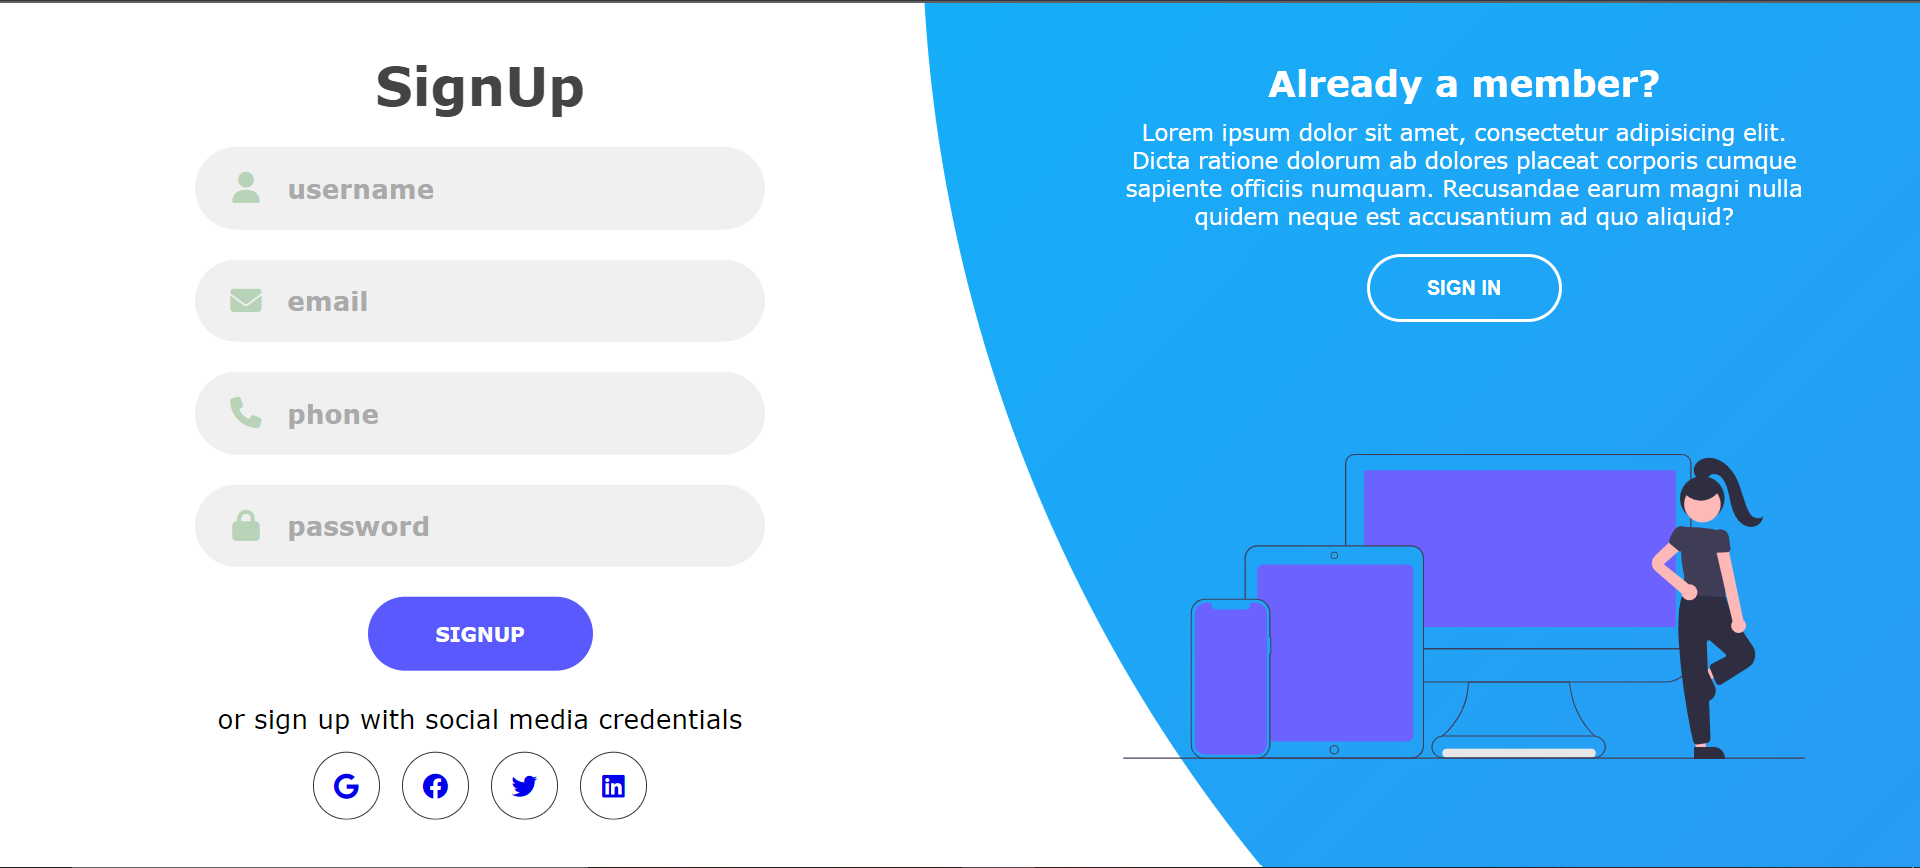 SignUp
username
email
phone
password
SIGNUP
or sign up with social media credentials
Already a member?
Lorem ipsum dolor sit amet, consectetur adipisicing elit.
Dicta ratione dolorum ab dolores placeat corporis cumque
sapiente officiis numquam. Recusandae earum magni nulla
quidem neque est accusantium ad quo aliquid?
SIGN IN